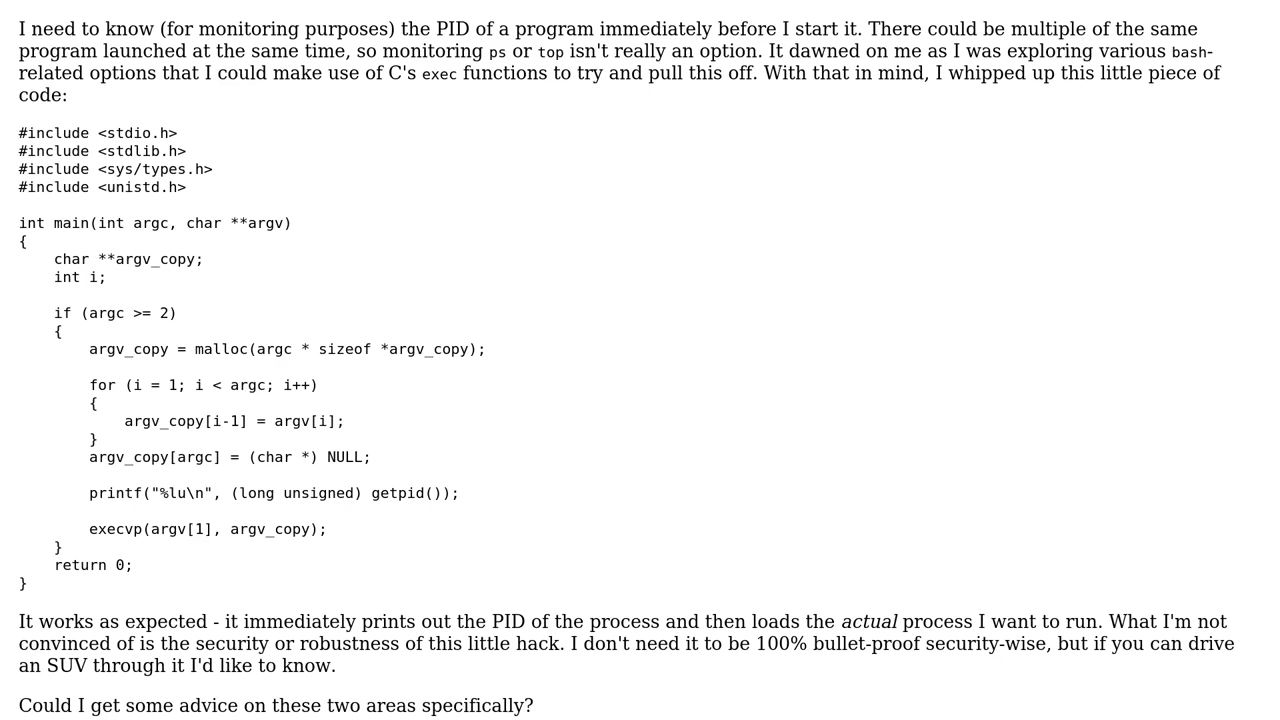 I need to know (for monitoring purposes) the PID of a program immediately before I start it. There could be multiple of the same
program launched at the same time, so monitoring ps or top isn't really an option. It dawned on me as I was exploring various bash-
related options that I could make use of C's exec functions to try and pull this off. With that in mind, I whipped up this little piece of
code:
#include <stdio.h>
#include <stdlib.h>
#include <sys/types.h>
#include <unistd.h>

int main(int argc, char **argv)
{
    char **argv_copy;
    int i;

    if (argc >= 2)
    {
        argv_copy = malloc(argc * sizeof *argv_copy);

        for (i = 1; i < argc; i++)
        {
            argv_copy[i-1] = argv[i];
        }
        argv_copy[argc] = (char *) NULL;

        printf("%lu\n", (long unsigned) getpid());

        execvp(argv[1], argv_copy);
    }
    return 0;
}
It works as expected - it immediately prints out the PID of the process and then loads the actual process I want to run. What I'm not
convinced of is the security or robustness of this little hack. I don't need it to be 100% bullet-proof security-wise, but if you can drive
an SUV through it I'd like to know.
Could I get some advice on these two areas specifically?